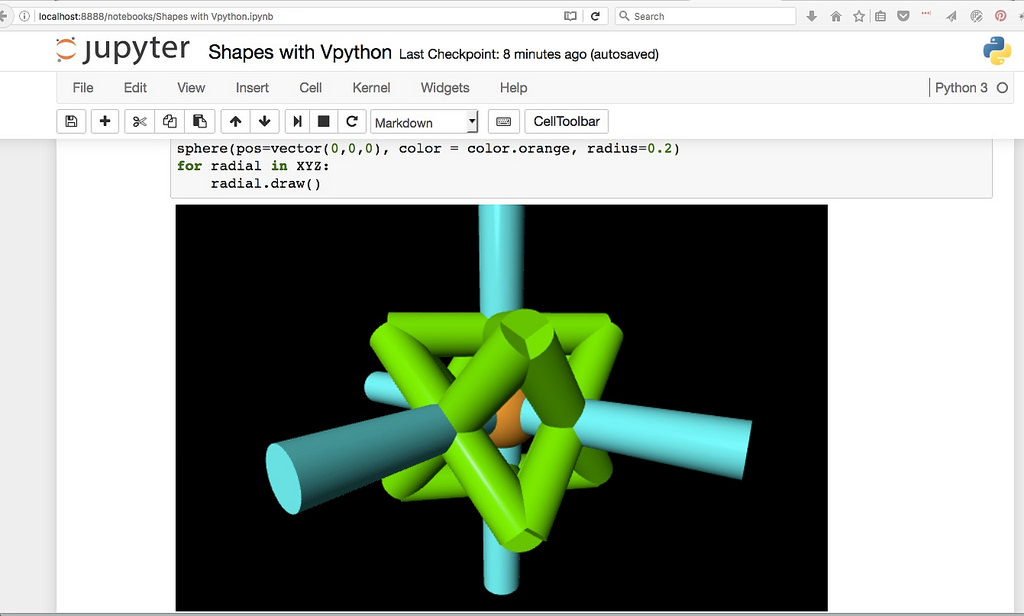 localhost:8888/notebooks/Shapes with Vpython.ipynb
Search
jupyter Shapes with Vpython Last Checkpoint: 8 minutes ago (autosaved)
File Edit View Insert Cell Kernel Widgets Help Python 3
Markdown CellToolbar
sphere(pos=vector(0,0,0), color = color.orange, radius=0.2)
for radial in XYZ:
    radial.draw()